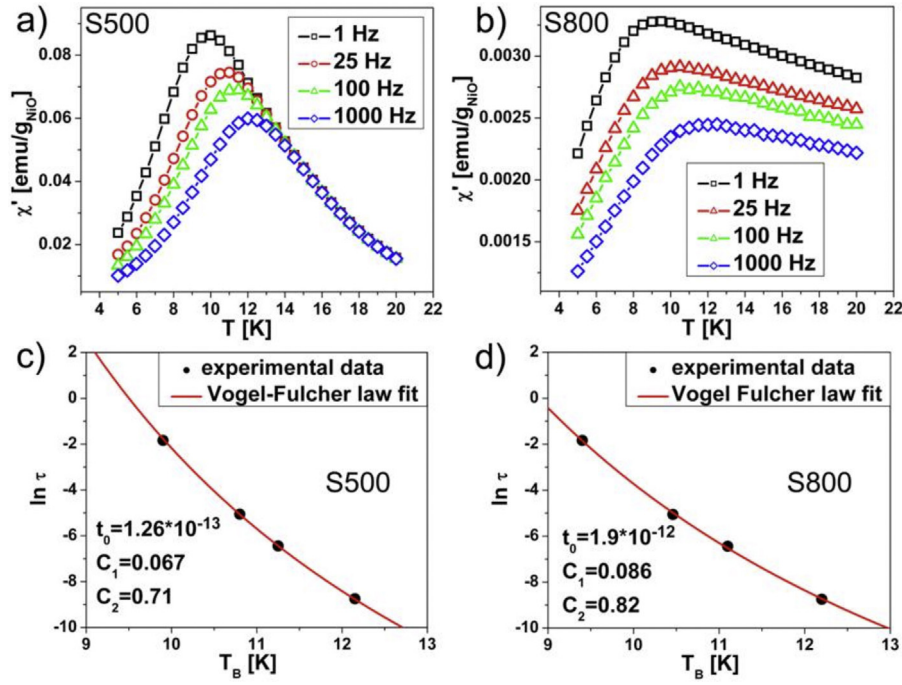 a) S500
1 Hz
25 Hz
100 Hz
1000 Hz
χ' [emu/g_NiO]
0.08
0.06
0.04
0.02
4 6 8 10 12 14 16 18 20 22
T [K]
b) S800
1 Hz
25 Hz
100 Hz
1000 Hz
χ' [emu/g_NiO]
0.0030
0.0025
0.0020
0.0015
4 6 8 10 12 14 16 18 20 22
T [K]
c)
experimental data
Vogel-Fulcher law fit
S500
t₀=1.26*10⁻¹³
C₁=0.067
C₂=0.71
ln τ
2
0
-2
-4
-6
-8
-10
9 10 11 12 13
T_B [K]
d)
experimental data
Vogel Fulcher law fit
S800
t₀=1.9*10⁻¹²
C₁=0.086
C₂=0.82
ln τ
2
0
-2
-4
-6
-8
-10
9 10 11 12 13
T_B [K]